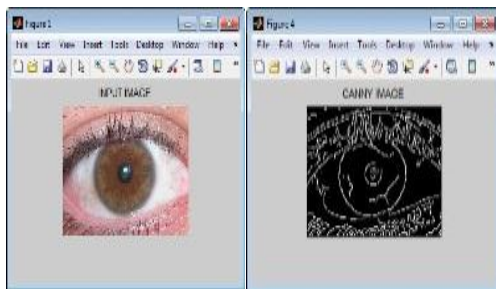 Figure 1
File Edit View Insert Tools Desktop Window Help
INPUT IMAGE
Figure 4
File Edit View Insert Tools Desktop Window Help
CANNY IMAGE